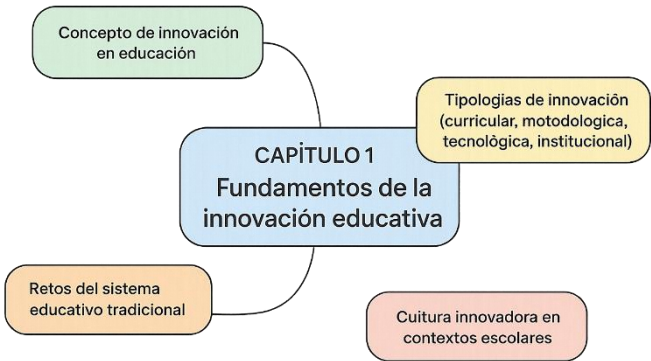 Concepto de innovación
en educación
Tipologias de innovación
(curricular, motodologica,
tecnològica, institucional)
CAPİTULO 1
Fundamentos de la
innovación educativa
Retos del sistema
educativo tradicional
Cuitura innovadora en
contextos escolares